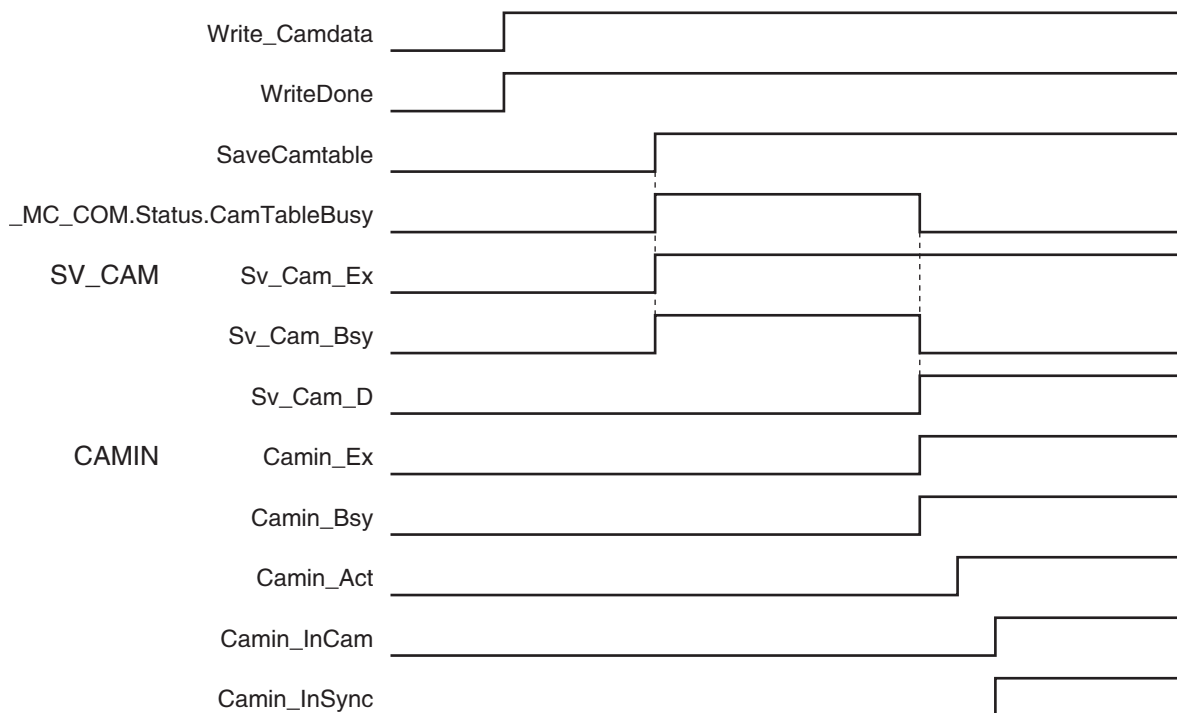 Write_Camdata
WriteDone
SaveCamtable
_MC_COM.Status.CamTableBusy
SV_CAM Sv_Cam_Ex
Sv_Cam_Bsy
Sv_Cam_D
CAMIN Camin_Ex
Camin_Bsy
Camin_Act
Camin_InCam
Camin_InSync